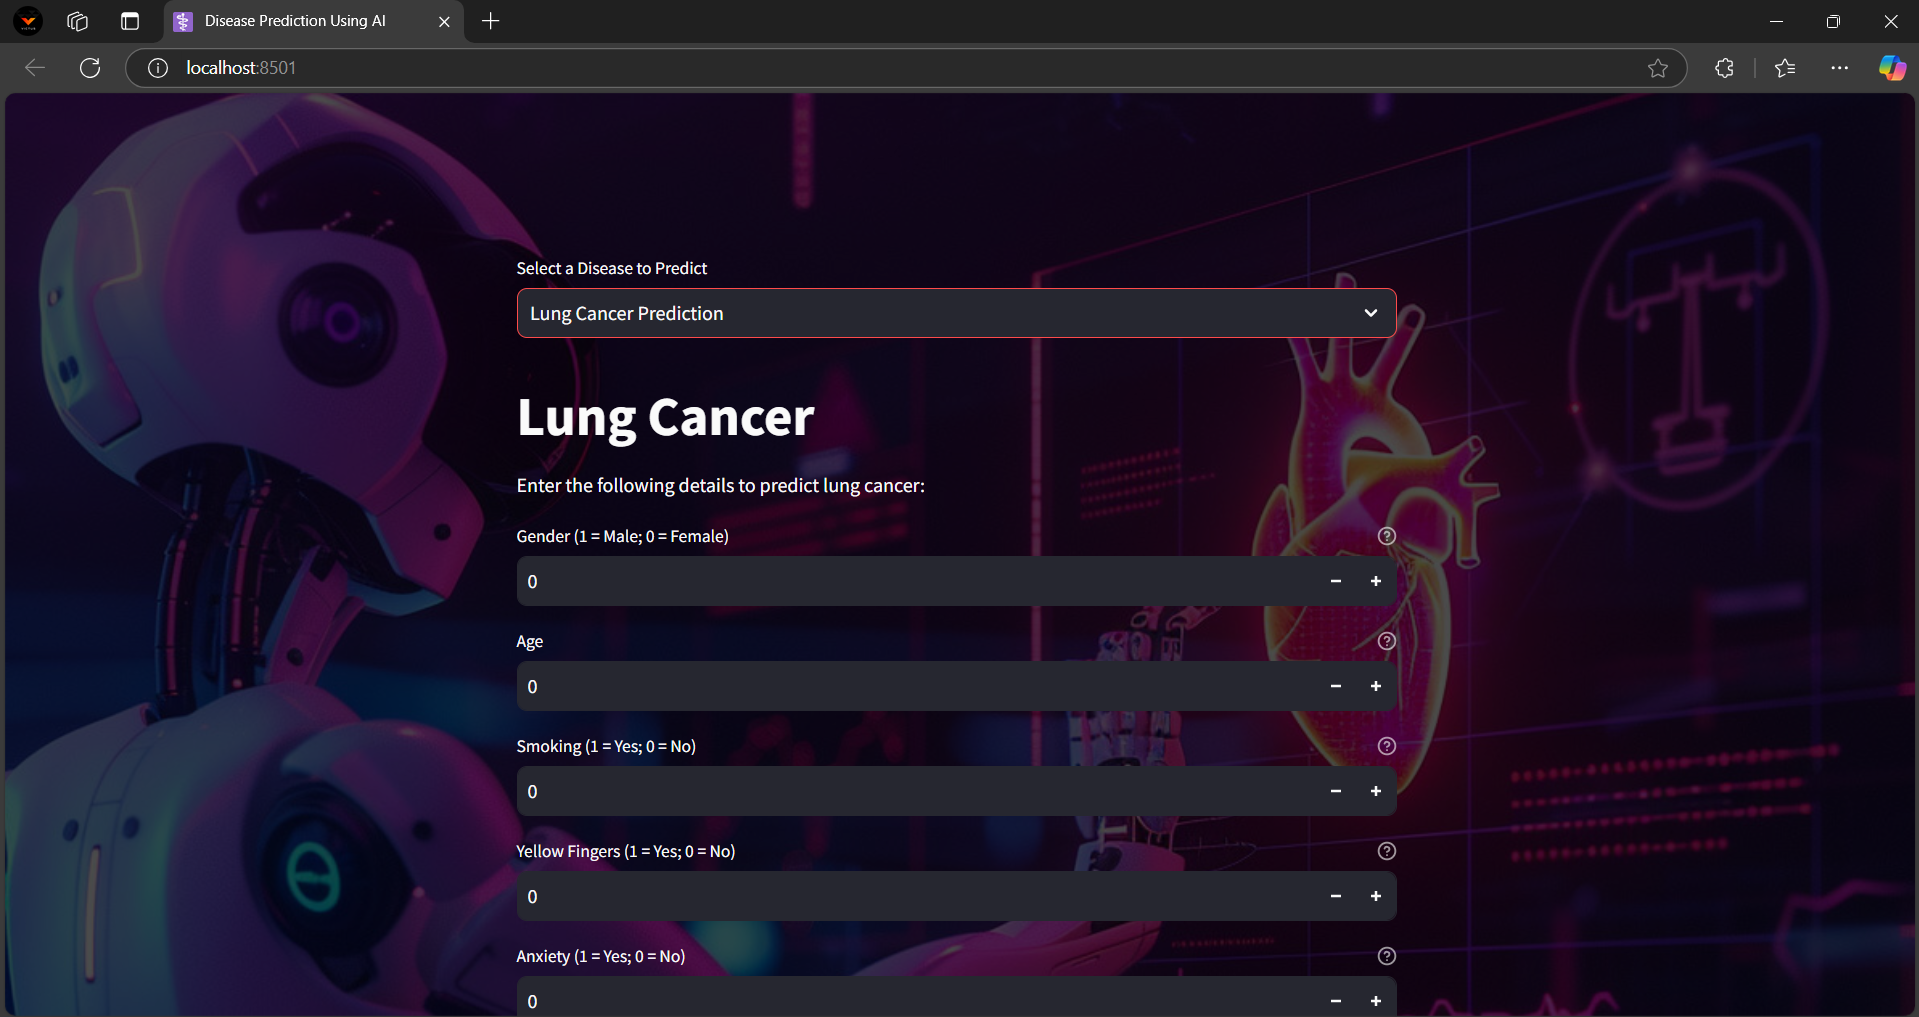 Disease Prediction Using AI
localhost:8501
Select a Disease to Predict
Lung Cancer Prediction
Lung Cancer
Enter the following details to predict lung cancer:
Gender (1 = Male; 0 = Female)
0
Age
0
Smoking (1 = Yes; 0 = No)
0
Yellow Fingers (1 = Yes; 0 = No)
0
Anxiety (1 = Yes; 0 = No)
0